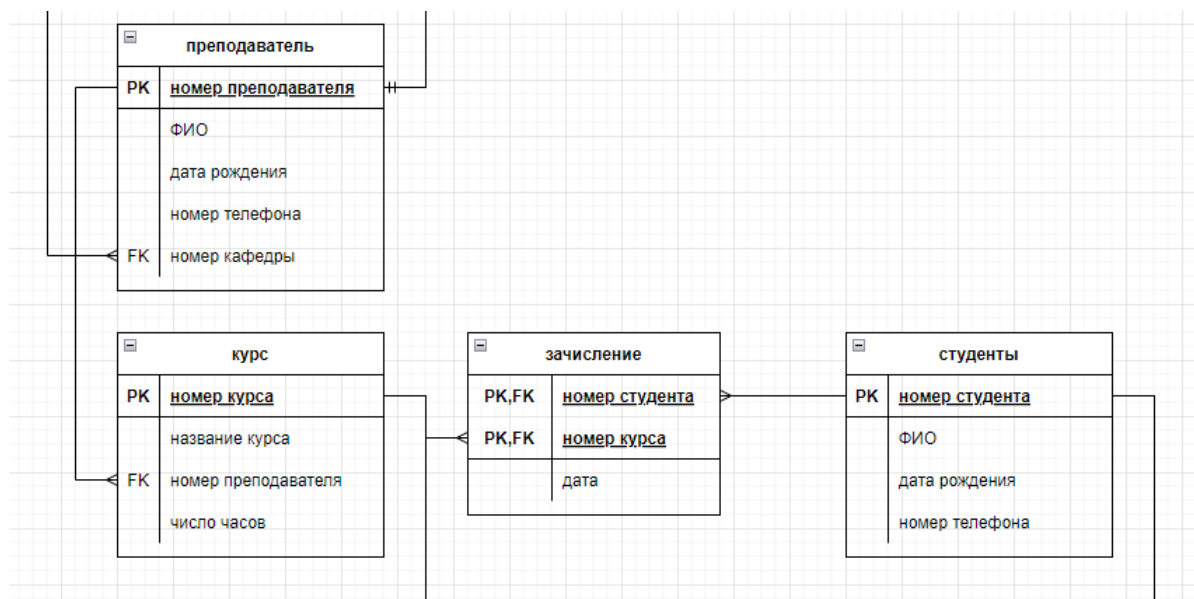 преподаватель
PK номер преподавателя
ФИО
дата рождения
номер телефона
FK номер кафедры
курс
PK номер курса
название курса
FK номер преподавателя
число часов
зачисление
PK,FK номер студента
PK,FK номер курса
дата
студенты
PK номер студента
ФИО
дата рождения
номер телефона